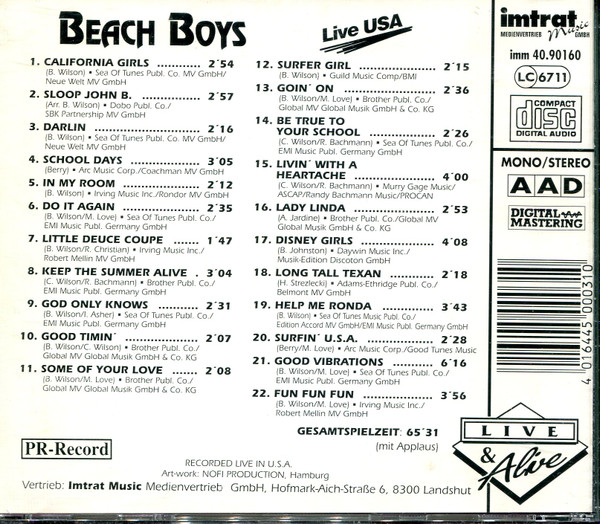 BEACH BOYS
Live USA
1. CALIFORNIA GIRLS ........... 2´54
(B. Wilson) • Sea Of Tunes Publ. Co. MV GmbH/
Neue Welt MV GmbH
2. SLOOP JOHN B. ............... 2´57
(Arr. B. Wilson) • Dobo Publ. Co./
SBK Partnership MV GmbH
3. DARLIN ........................... 2´16
(B. Wilson) • Sea Of Tunes Publ. Co. MV GmbH/
Neue Welt MV GmbH
4. SCHOOL DAYS ................. 3´05
(Berry) • Arc Music Corp./Coachman MV GmbH
5. IN MY ROOM ................... 2´12
(B. Wilson) • Irving Music Inc./Rondor MV GmbH
6. DO IT AGAIN ................... 2´35
(B. Wilson/M. Love) • Sea Of Tunes Publ. Co./
EMI Music Publ. Germany GmbH
7. LITTLE DEUCE COUPE ....... 1´47
(B. Wilson/R. Christian) • Irving Music Inc./
Robert Mellin MV GmbH
8. KEEP THE SUMMER ALIVE . 3´04
(C. Wilson/R. Bachmann) • Brother Publ. Co./
EMI Music Publ. Germany GmbH
9. GOD ONLY KNOWS ......... 2´31
(B. Wilson/I. Asher) • Sea Of Tunes Publ. Co./
EMI Music Publ. Germany GmbH
10. GOOD TIMIN´ ................. 2´07
(B. Wilson/C. Wilson) • Brother Publ. Co./
Global MV Global Musik GmbH & Co. KG
11. SOME OF YOUR LOVE ....... 2´08
(B. Wilson/M. Love) • Brother Publ. Co./
Global MV Global Musik GmbH & Co. KG
12. SURFER GIRL ................... 2´15
(B. Wilson) • Guild Music Comp/BMI
13. GOIN´ ON ....................... 2´36
(B. Wilson/M. Love) • Brother Publ. Co./
Global MV Global Musik GmbH & Co. KG
14. BE TRUE TO
YOUR SCHOOL ............... 2´26
(C. Wilson/R. Bachmann) • Sea Of Tunes Publ. Co./
EMI Music Publ. Germany GmbH
15. LIVIN´ WITH A
HEARTACHE ................... 4´00
(C. Wilson/R. Bachmann) • Murry Gage Music/
ASCAP/Randy Bachmann Music/PROCAN
16. LADY LINDA ................... 2´53
(A. Jardine) • Brother Publ. Co./Global MV
Global Musik GmbH & Co. KG
17. DISNEY GIRLS ................. 4´08
(B. Johnston) • Daywin Music Inc./
Musik-Edition Discoton GmbH
18. LONG TALL TEXAN ........... 2´18
(H. Strezlecki) • Adams-Ethridge Publ. Co./
Belmont MV GmbH
19. HELP ME RONDA ............. 3´43
(B. Wilson) • Sea Of Tunes Music Publ. Co./
Edition Accord MV GmbH/EMI Music Publ. Germany GmbH
20. SURFIN´ U.S.A. ............... 2´28
(Berry/M. Love) • Arc Music Corp./Good Tunes Music
21. GOOD VIBRATIONS ......... 6´16
(B. Wilson/M. Love) • Sea Of Tunes Publ. Co./
EMI Music Publ. Germany GmbH
22. FUN FUN FUN ................. 3´56
(B. Wilson/M. Love) • Irving Music Inc./
Robert Mellin MV GmbH
GESAMTSPIELZEIT: 65´31
(mit Applaus)
PR-Record
RECORDED LIVE IN U.S.A.
Art-work: NOFI PRODUCTION, Hamburg
Vertrieb: Imtrat Music Medienvertrieb GmbH, Hofmark-Aich-Straße 6, 8300 Landshut
imtrat
Music
MEDIENVERTRIEB GMBH
imm 40.90160
LC 6711
COMPACT
disc
DIGITAL AUDIO
MONO/STEREO
AAD
DIGITAL
MASTERING
4 016445 000310
LIVE
& Alive